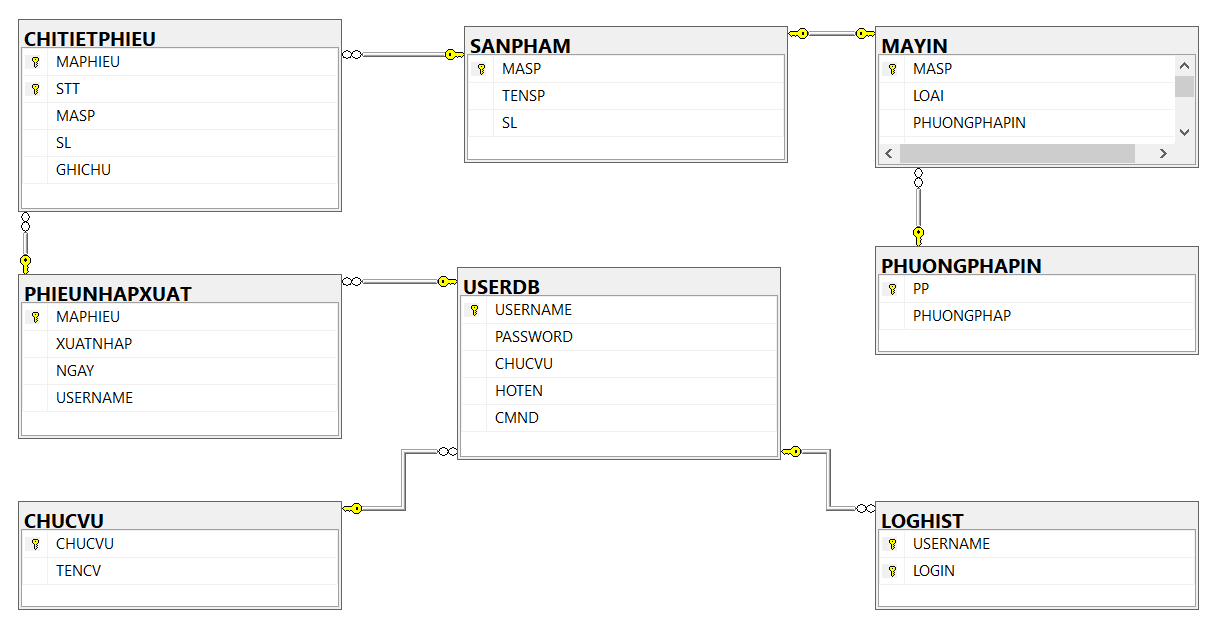 CHITIETPHIEU
MAPHIEU
STT
MASP
SL
GHICHU
SANPHAM
MASP
TENSP
SL
MAYIN
MASP
LOAI
PHUONGPHAPIN
PHIEUNHAPXUAT
MAPHIEU
XUATNHAP
NGAY
USERNAME
USERDB
USERNAME
PASSWORD
CHUCVU
HOTEN
CMND
PHUONGPHAPIN
PP
PHUONGPHAP
CHUCVU
CHUCVU
TENCV
LOGHIST
USERNAME
LOGIN